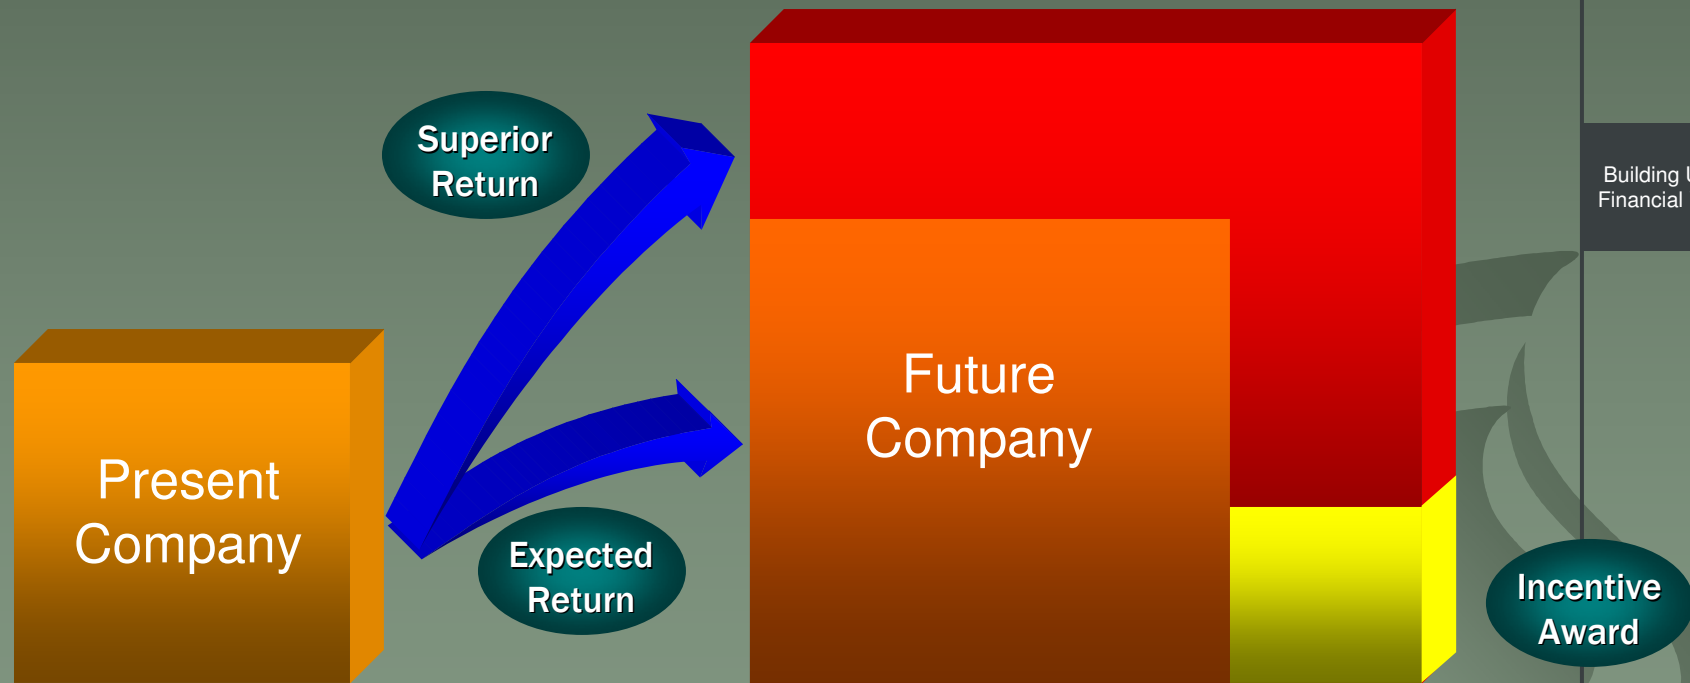 Superior
Return
Building
Financial
Future
Company
Present
Company
Expected
Return
Incentive
Award